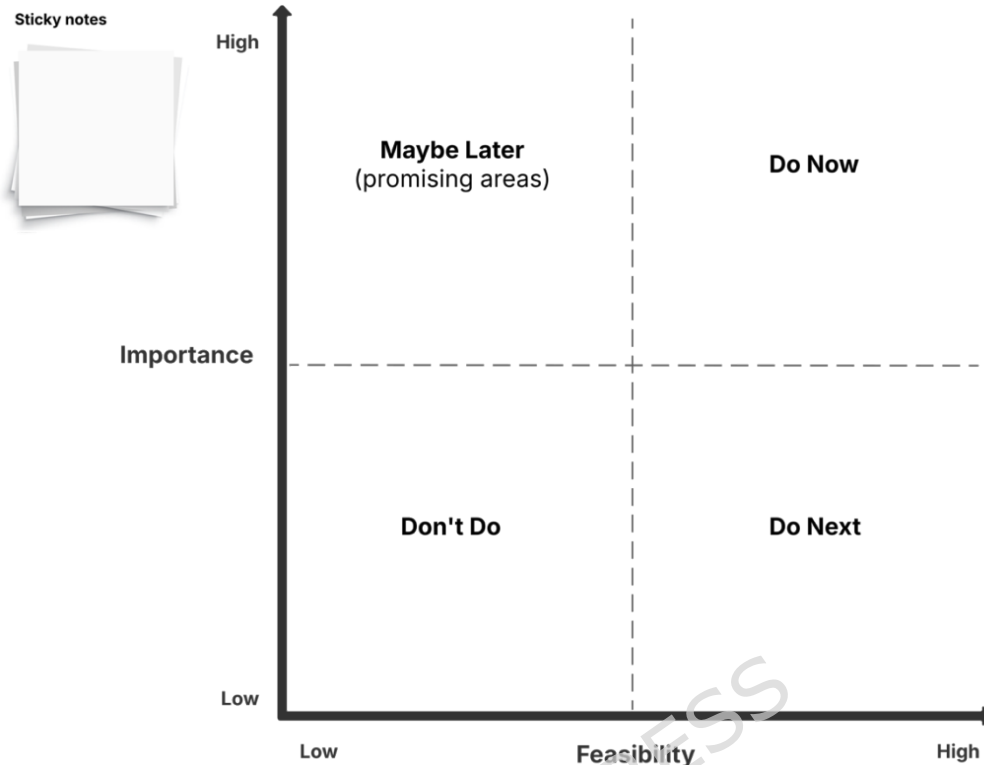 Sticky notes
High
Maybe Later
(promising areas)
Do Now
Importance
Don't Do
Do Next
Low
Low
Feasibility
High